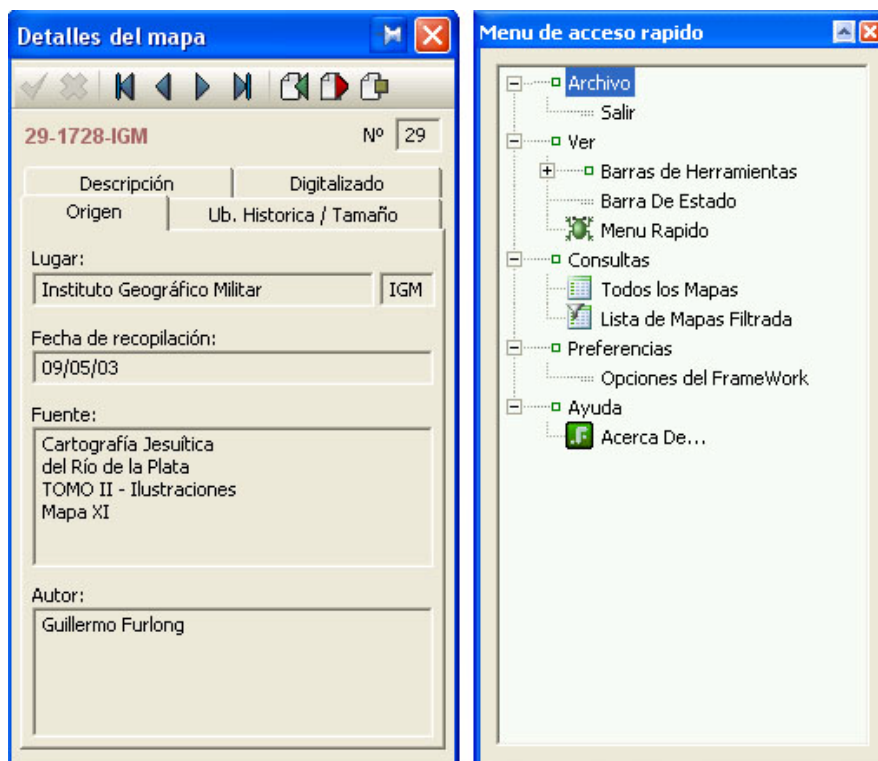 Detalles del mapa
29-1728-IGM
Nº 29
Descripción
Digitalizado
Origen
Ub. Historica / Tamaño
Lugar:
Instituto Geográfico Militar
IGM
Fecha de recopilación:
09/05/03
Fuente:
Cartografía Jesuítica
del Río de la Plata
TOMO II - Ilustraciones
Mapa XI
Autor:
Guillermo Furlong
Menu de acceso rapido
Archivo
Salir
Ver
Barras de Herramientas
Barra De Estado
Menu Rapido
Consultas
Todos los Mapas
Lista de Mapas Filtrada
Preferencias
Opciones del FrameWork
Ayuda
Acerca De...